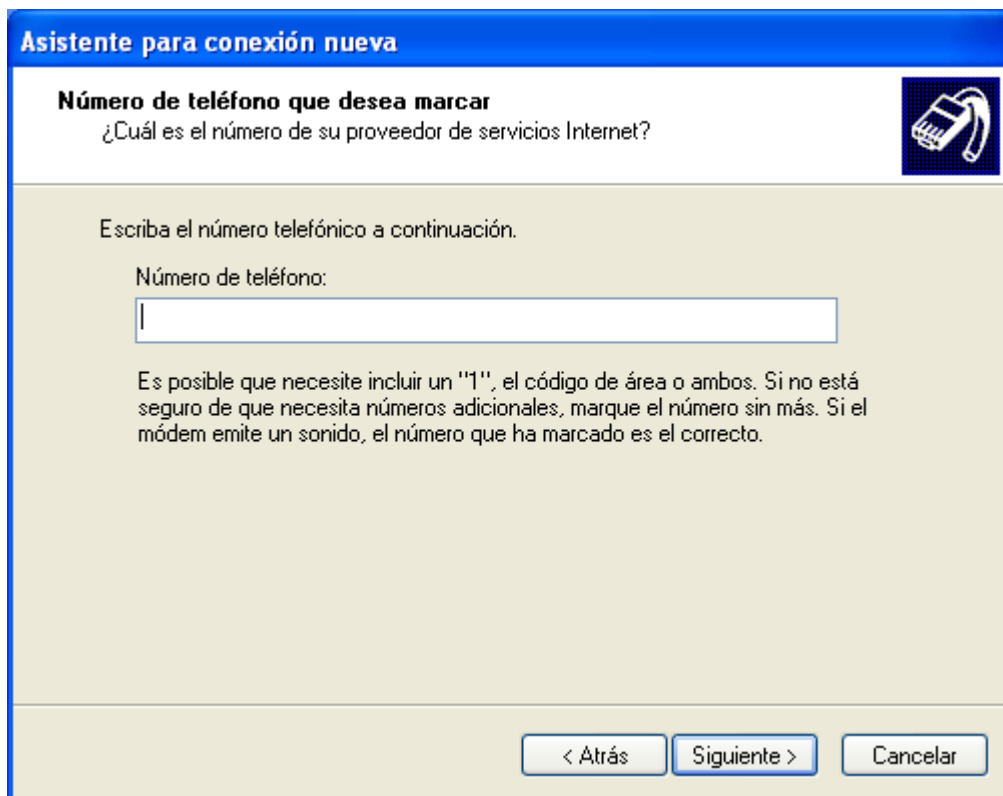 Asistente para conexión nueva
Número de teléfono que desea marcar
¿Cuál es el número de su proveedor de servicios Internet?
Escriba el número telefónico a continuación.
Número de teléfono:
Es posible que necesite incluir un "1", el código de área o ambos. Si no está
seguro de que necesita números adicionales, marque el número sin más. Si el
módem emite un sonido, el número que ha marcado es el correcto.
< Atrás Siguiente > Cancelar